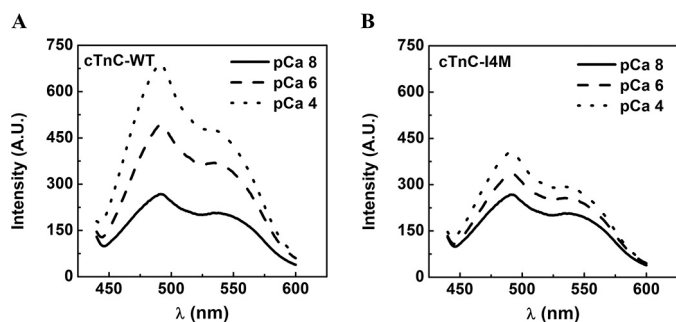 A
cTnC-WT
pCa 8
pCa 6
pCa 4
750
600
450
300
150
0
Intensity (A.U.)
450
500
550
600
λ (nm)
B
cTnC-I4M
pCa 8
pCa 6
pCa 4
750
600
450
300
150
0
Intensity (A.U.)
450
500
550
600
λ (nm)